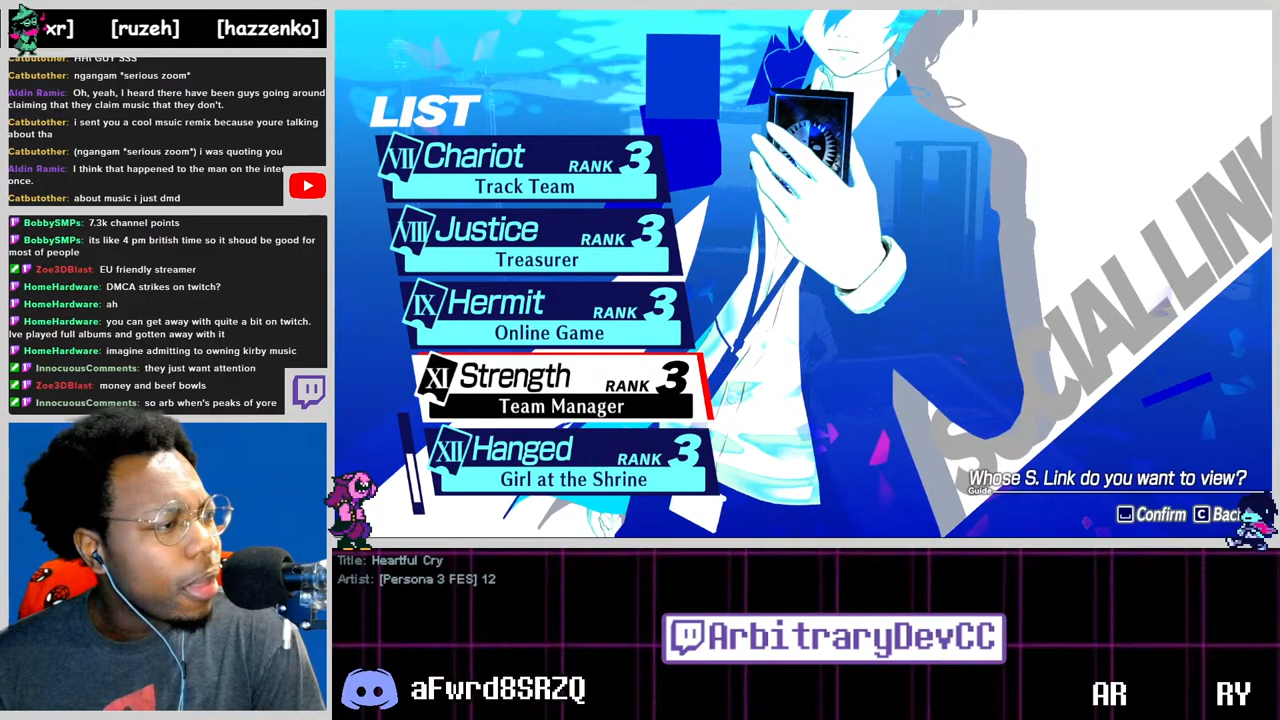 xr] [ruzeh] [hazzenko]
Catbutother: HHI GUY SSS
Catbutother: ngangam *serious zoom*
Aldin Ramic: Oh, yeah, I heard there have been guys going around
claiming that they claim music that they don't.
Catbutother: i sent you a cool msuic remix because youre talking
about tha
Catbutother: (ngangam *serious zoom*) i was quoting you
Aldin Ramic: I think that happened to the man on the inte
once.
Catbutother: about music i just dmd
BobbySMPs: 7.3k channel points
BobbySMPs: its like 4 pm british time so it shoud be good for
most of people
Zoe3DBlast: EU friendly streamer
HomeHardware: DMCA strikes on twitch?
HomeHardware: ah
HomeHardware: you can get away with quite a bit on twitch.
Ive played full albums and gotten away with it
HomeHardware: imagine admitting to owning kirby music
InnocuousComments: they just want attention
Zoe3DBlast: money and beef bowls
InnocuousComments: so arb when's peaks of yore
LIST
VII Chariot RANK 3
Track Team
VIII Justice RANK 3
Treasurer
IX Hermit RANK 3
Online Game
XI Strength RANK 3
Team Manager
XII Hanged RANK 3
Girl at the Shrine
SOCIAL LINK
Whose S. Link do you want to view?
Guide
Confirm C Back
Title: Heartful Cry
Artist: [Persona 3 FES] 12
ArbitraryDevCC
aFwrd8SRZQ
AR RY